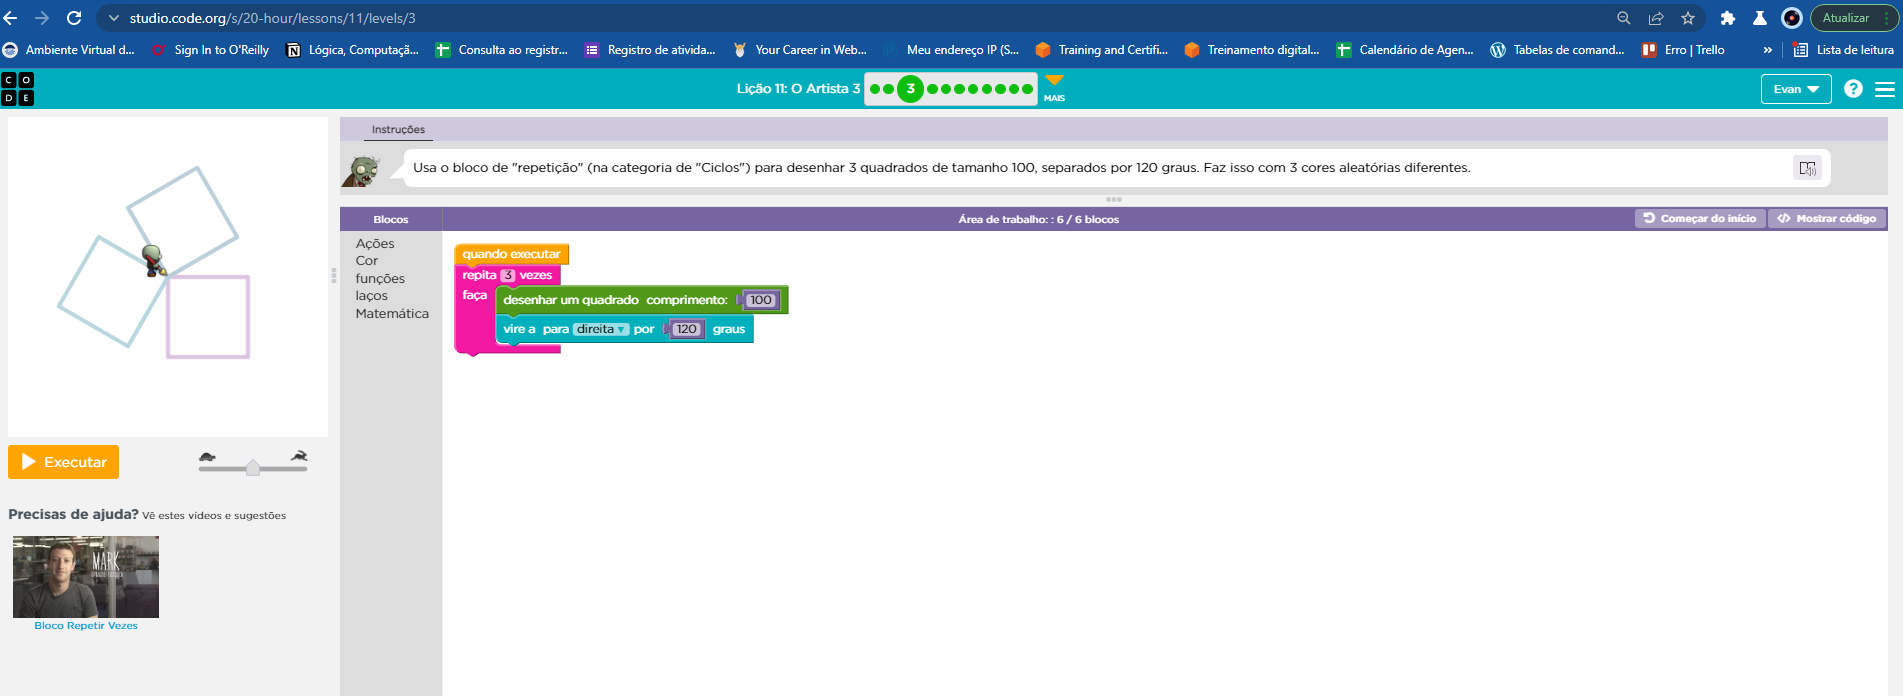 studio.code.org/s/20-hour/lessons/11/levels/3
Atualizar
Ambiente Virtual d...
Sign In to O'Reilly
Lógica, Computaçã...
Consulta ao registr...
Registro de ativida...
Your Career in Web...
Meu endereço IP (S...
Training and Certifi...
Treinamento digital...
Calendário de Agen...
Tabelas de comand...
Erro | Trello
»
Lista de leitura
C O
D E
Lição 11: O Artista 3
3
MAIS
Evan
?
Instruções
Usa o bloco de "repetição" (na categoria de "Ciclos") para desenhar 3 quadrados de tamanho 100, separados por 120 graus. Faz isso com 3 cores aleatórias diferentes.
Blocos
Área de trabalho: : 6 / 6 blocos
Começar do início
Mostrar código
Ações
Cor
funções
laços
Matemática
quando executar
repita 3 vezes
faça
desenhar um quadrado comprimento: 100
vire a para direita por 120 graus
Executar
Precisas de ajuda? Vê estes vídeos e sugestões
MARK
Bloco Repetir Vezes